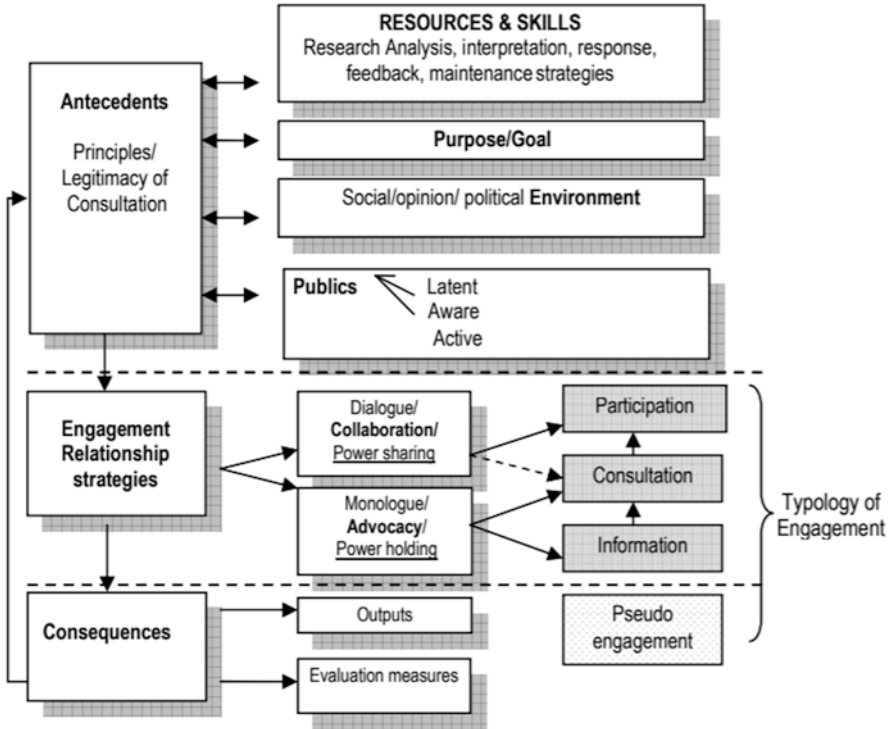 RESOURCES & SKILLS
Research Analysis, interpretation, response,
feedback, maintenance strategies
Antecedents
Principles/
Legitimacy of
Consultation
Purpose/Goal
Social/opinion/ political Environment
Publics
Latent
Aware
Active
Engagement
Relationship
strategies
Dialogue/
Collaboration/
Power sharing
Monologue/
Advocacy/
Power holding
Participation
Consultation
Information
Typology of
Engagement
Consequences
Outputs
Evaluation measures
Pseudo
engagement